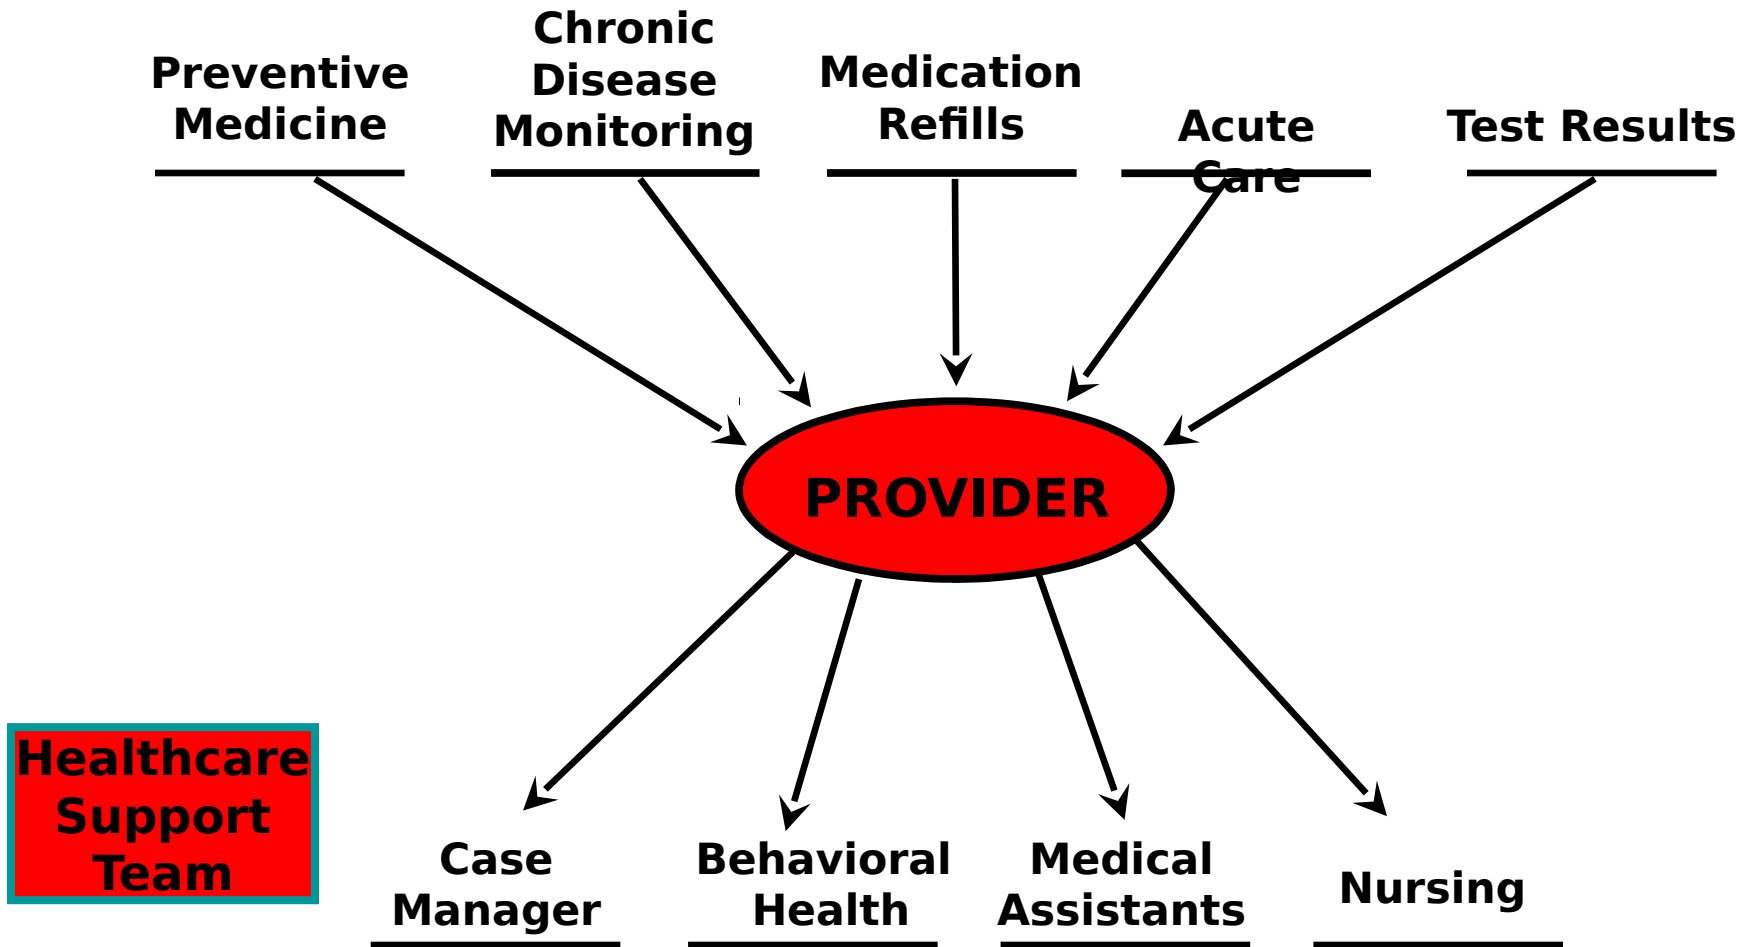 Preventive
Medicine
Chronic
Disease
Monitoring
Medication
Refills
Acute
Care
Test Results
PROVIDER
Healthcare
Support
Team
Case
Manager
Behavioral
Health
Medical
Assistants
Nursing